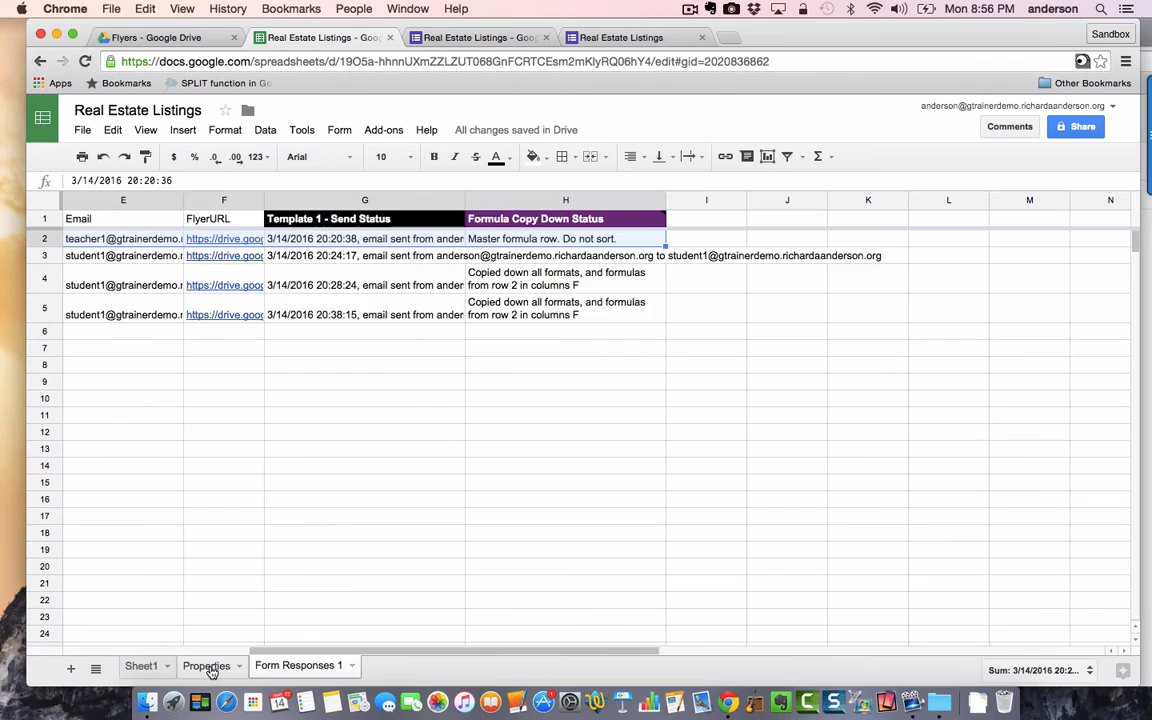 Chrome File Edit View History Bookmarks People Window Help Mon 8:56 PM anderson
Flyers - Google Drive Real Estate Listings - Goog Real Estate Listings - Goog Real Estate Listings Sandbox
https://docs.google.com/spreadsheets/d/19O5a-hhnnUXmZZLZUT068GnFCRTCEsm2mKlyRQ06hY4/edit#gid=2020836862
Apps Bookmarks SPLIT function in Go Other Bookmarks
Real Estate Listings anderson@gtrainerdemo.richardaanderson.org
File Edit View Insert Format Data Tools Form Add-ons Help All changes saved in Drive Comments Share
$ % .0 .00 123 Arial 10 B I S A Σ
fx 3/14/2016 20:20:36
E F G H I J K L M N
1 Email FlyerURL Template 1 - Send Status Formula Copy Down Status
2 teacher1@gtrainerdemo.r https://drive.goog 3/14/2016 20:20:38, email sent from ander Master formula row. Do not sort.
3 student1@gtrainerdemo.r https://drive.goog 3/14/2016 20:24:17, email sent from anderson@gtrainerdemo.richardaanderson.org to student1@gtrainerdemo.richardaanderson.org
Copied down all formats, and formulas
4 student1@gtrainerdemo.r https://drive.goog 3/14/2016 20:28:24, email sent from ander from row 2 in columns F
Copied down all formats, and formulas
5 student1@gtrainerdemo.r https://drive.goog 3/14/2016 20:38:15, email sent from ander from row 2 in columns F
6
7
8
9
10
11
12
13
14
15
16
17
18
19
20
21
22
23
24
Sheet1 Properties Form Responses 1 Sum: 3/14/2016 20:2...